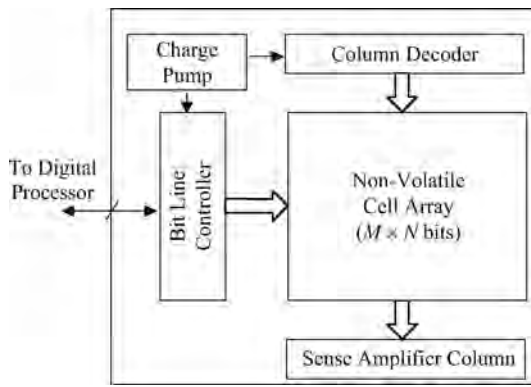 Charge
Pump
Column Decoder
To Digital
Processor
Bit Line
Controller
Non-Volatile
Cell Array
(M × N bits)
Sense Amplifier Column